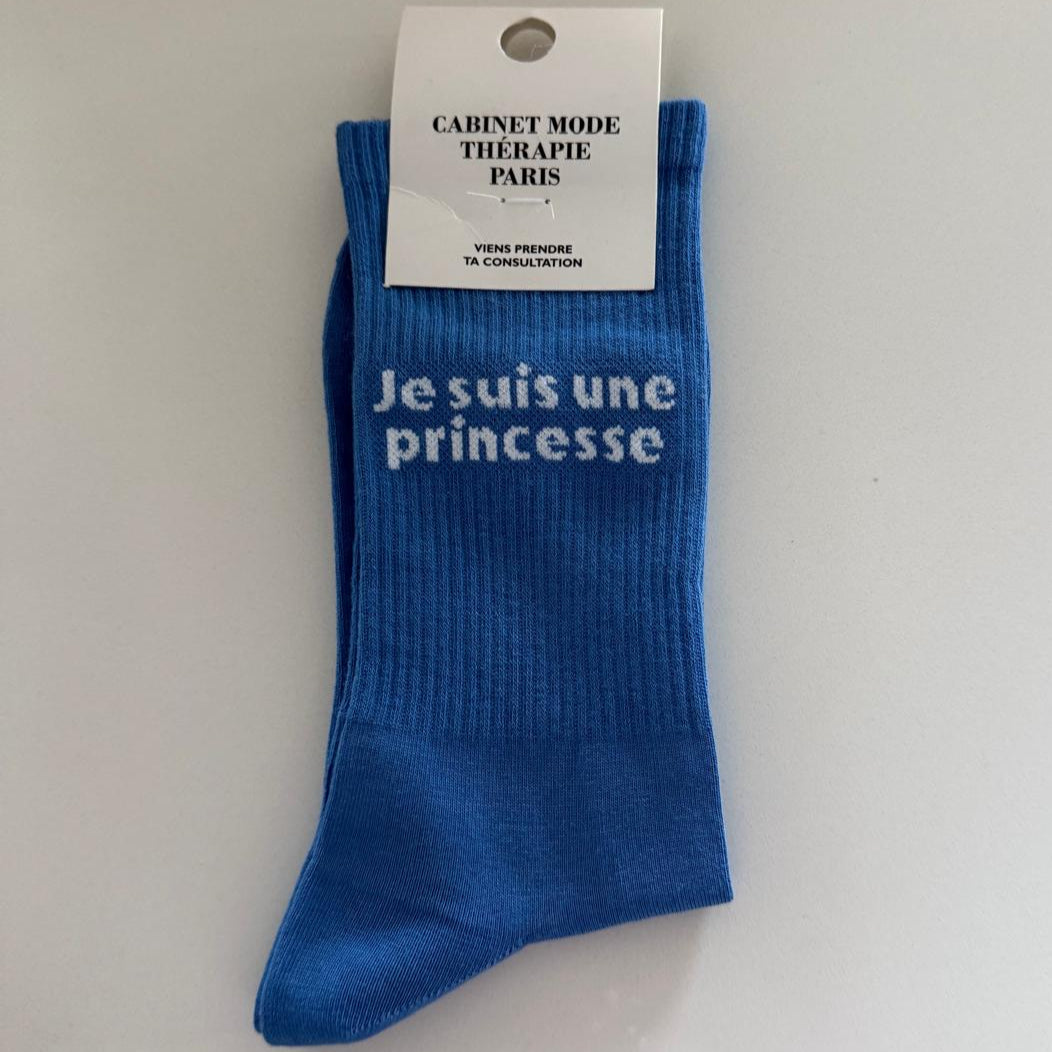 CABINET MODE
THÉRAPIE
PARIS
VIENS PRENDRE
TA CONSULTATION
Je suis une
princesse